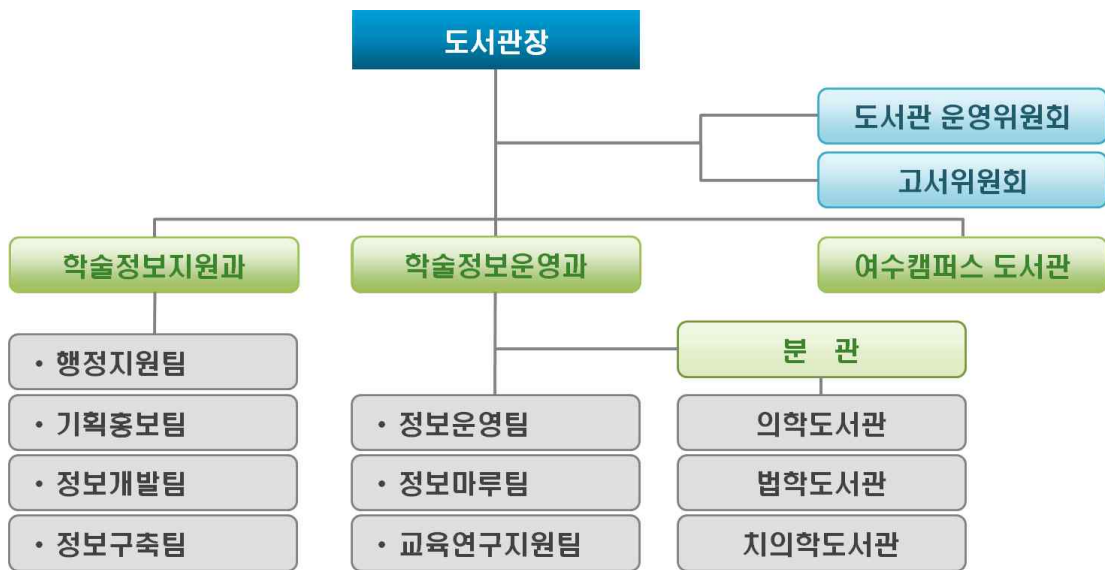 도서관장
도서관 운영위원회
고서위원회
학술정보지원과
학술정보운영과
여수캠퍼스 도서관
• 행정지원팀
• 기획홍보팀
• 정보개발팀
• 정보구축팀
분 관
• 정보운영팀
• 정보마루팀
• 교육연구지원팀
의학도서관
법학도서관
치의학도서관